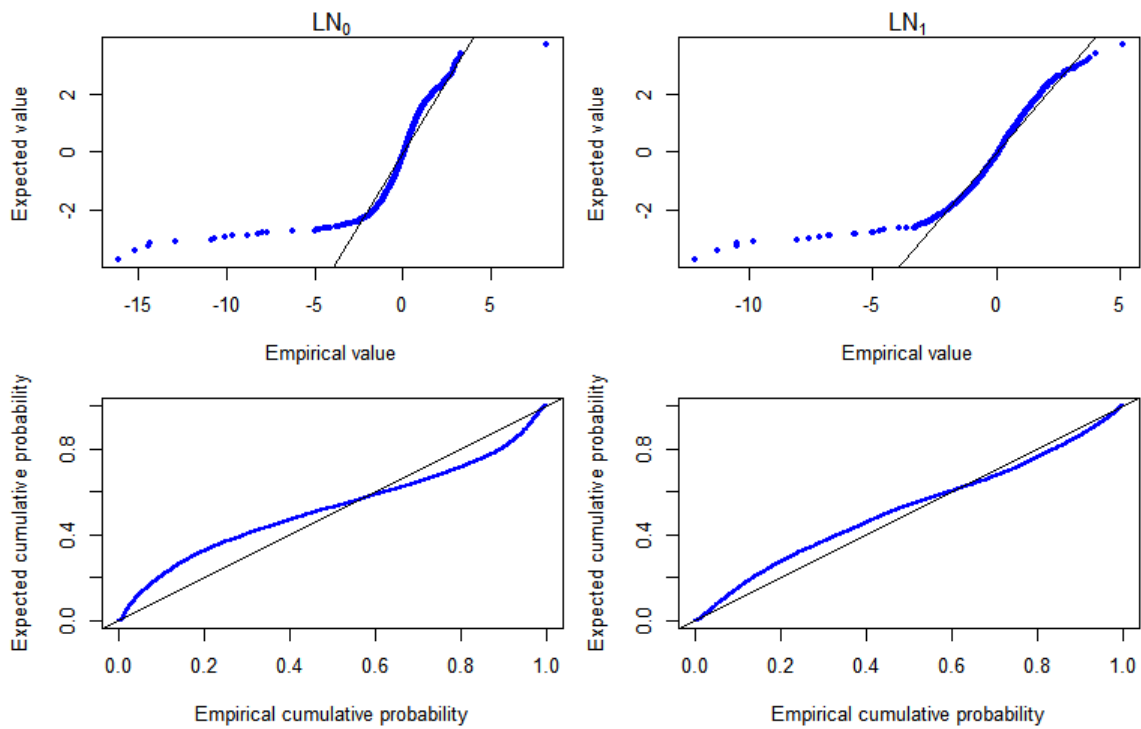 LN₀
Expected value
2
0
-2
-15 -10 -5 0 5
Empirical value
LN₁
Expected value
2
0
-2
-10 -5 0 5
Empirical value
Expected cumulative probability
0.8
0.4
0.0
0.0 0.2 0.4 0.6 0.8 1.0
Empirical cumulative probability
Expected cumulative probability
0.8
0.4
0.0
0.0 0.2 0.4 0.6 0.8 1.0
Empirical cumulative probability